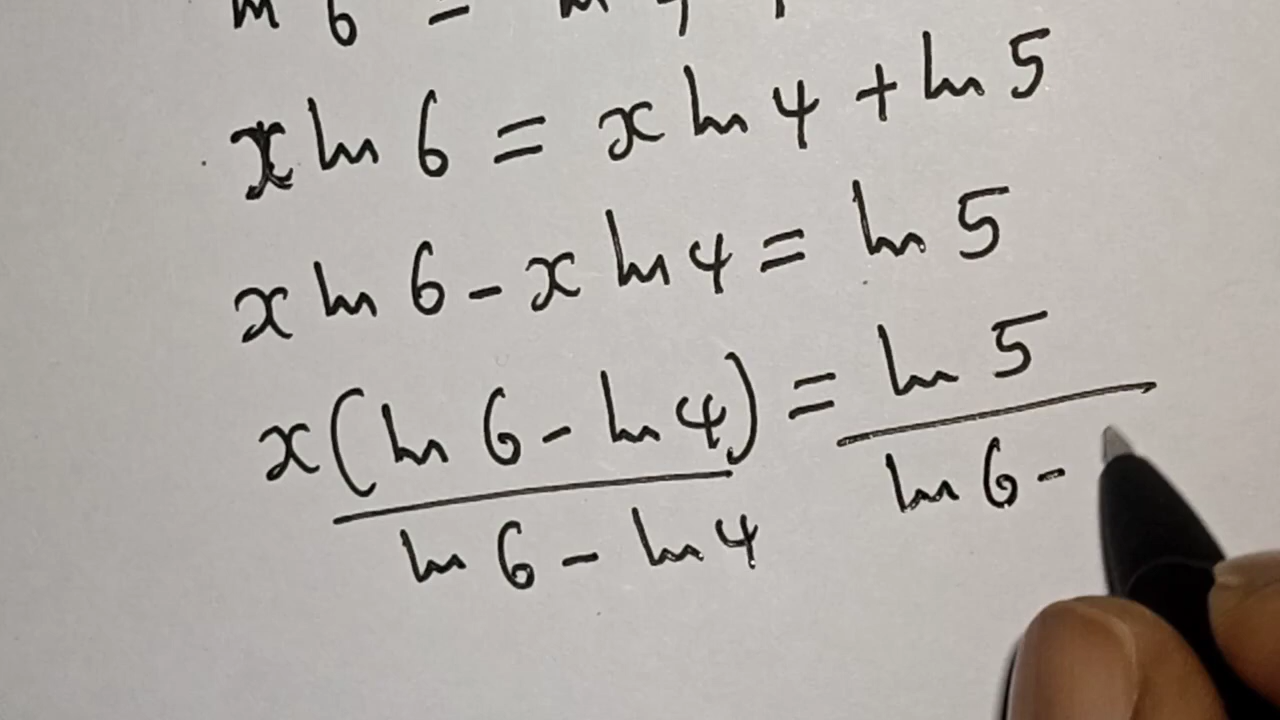 x ln 6 = x ln 4 + ln 5
x ln 6 - x ln 4 = ln 5
x(ln 6 - ln 4) = ln 5
ln 6 - ln 4 ln 6 -